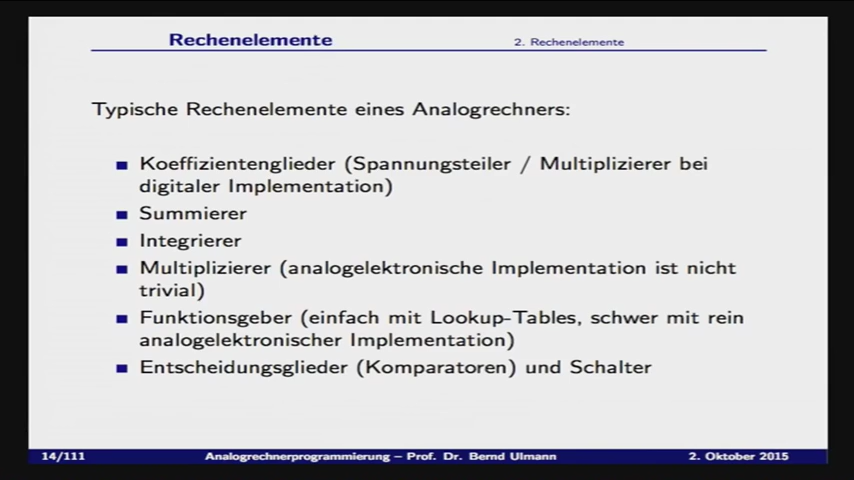 Rechenelemente 2. Rechenelemente
Typische Rechenelemente eines Analogrechners:
Koeffizientenglieder (Spannungsteiler / Multiplizierer bei
digitaler Implementation)
Summierer
Integrierer
Multiplizierer (analogelektronische Implementation ist nicht
trivial)
Funktionsgeber (einfach mit Lookup-Tables, schwer mit rein
analogelektronischer Implementation)
Entscheidungsglieder (Komparatoren) und Schalter
14/111 Analogrechnerprogrammierung – Prof. Dr. Bernd Ulmann 2. Oktober 2015